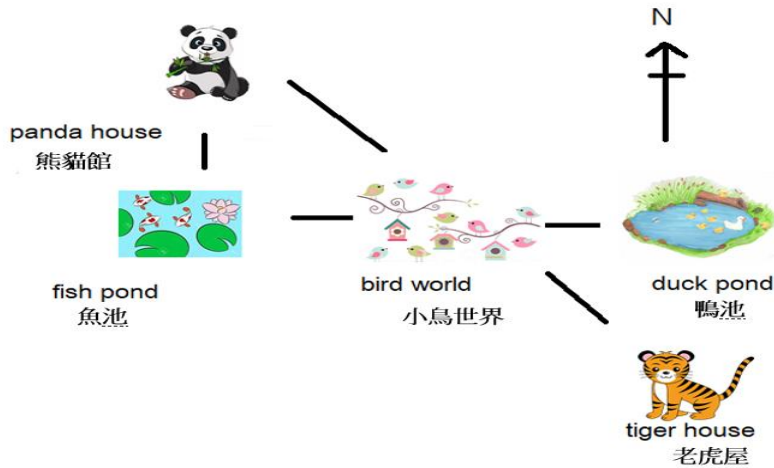 N
panda house
熊貓館
fish pond
魚池
bird world
小鳥世界
duck pond
鴨池
tiger house
老虎屋